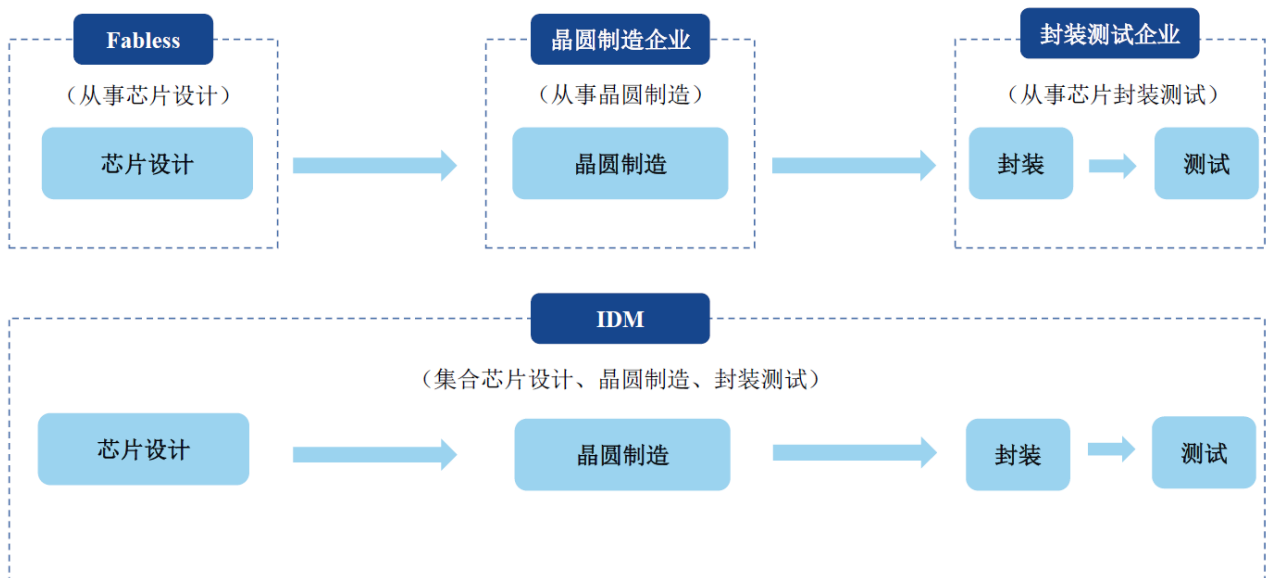 Fabless
晶圆制造企业
封装测试企业
（从事芯片设计）
（从事晶圆制造）
（从事芯片封装测试）
芯片设计
晶圆制造
封装
测试
IDM
（集合芯片设计、晶圆制造、封装测试）
芯片设计
晶圆制造
封装
测试